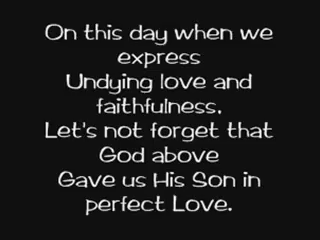 On this day when we
express
Undying love and
faithfulness,
Let's not forget that
God above
Gave us His Son in
perfect Love.